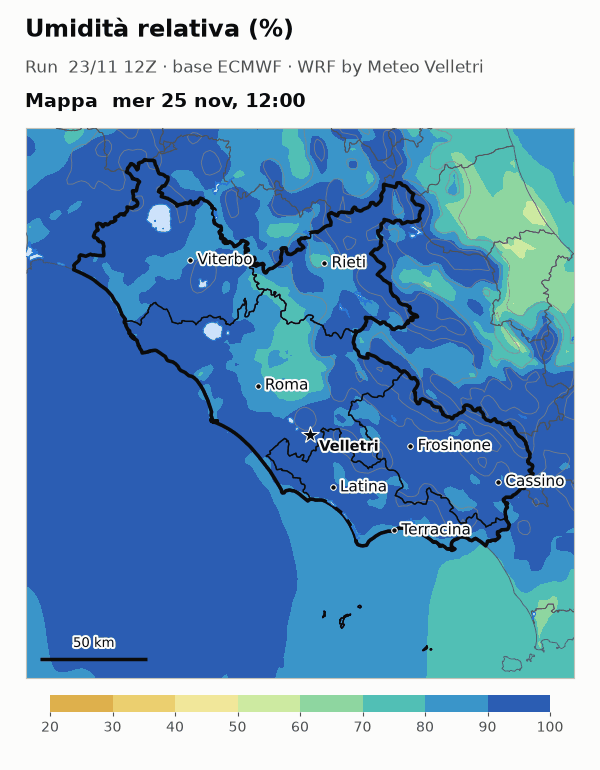 Umidità relativa (%)
Run 23/11 12Z · base ECMWF · WRF by Meteo Velletri
Mappa mer 25 nov, 12:00
Viterbo
Rieti
Roma
Velletri
Frosinone
Latina
Cassino
Terracina
50 km
20 30 40 50 60 70 80 90 100